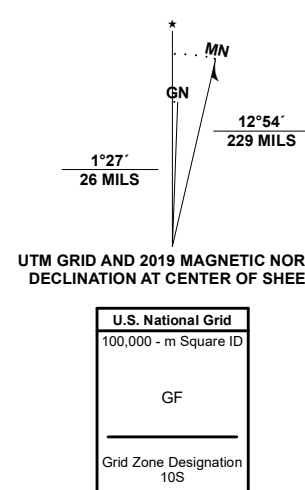 ★
MN
GN
12°54´
229 MILS
1°27´
26 MILS
UTM GRID AND 2019 MAGNETIC NOR
DECLINATION AT CENTER OF SHEE
U.S. National Grid
100,000 - m Square ID
GF
Grid Zone Designation
10S